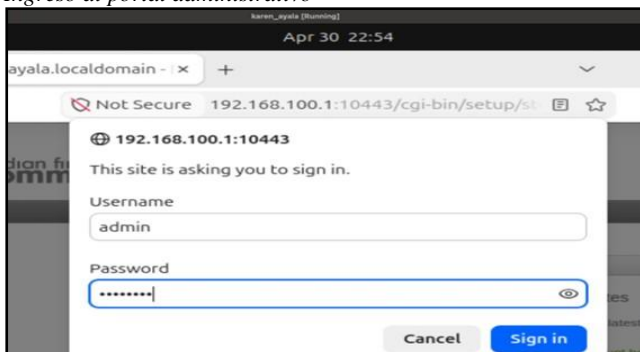 ingreso al portal administrativo
karen_ayala [Running]
Apr 30 22:54
ayala.localdomain -
Not Secure 192.168.100.1:10443/cgi-bin/setup/st
192.168.100.1:10443
This site is asking you to sign in.
Username
admin
Password
••••••••
Cancel Sign in